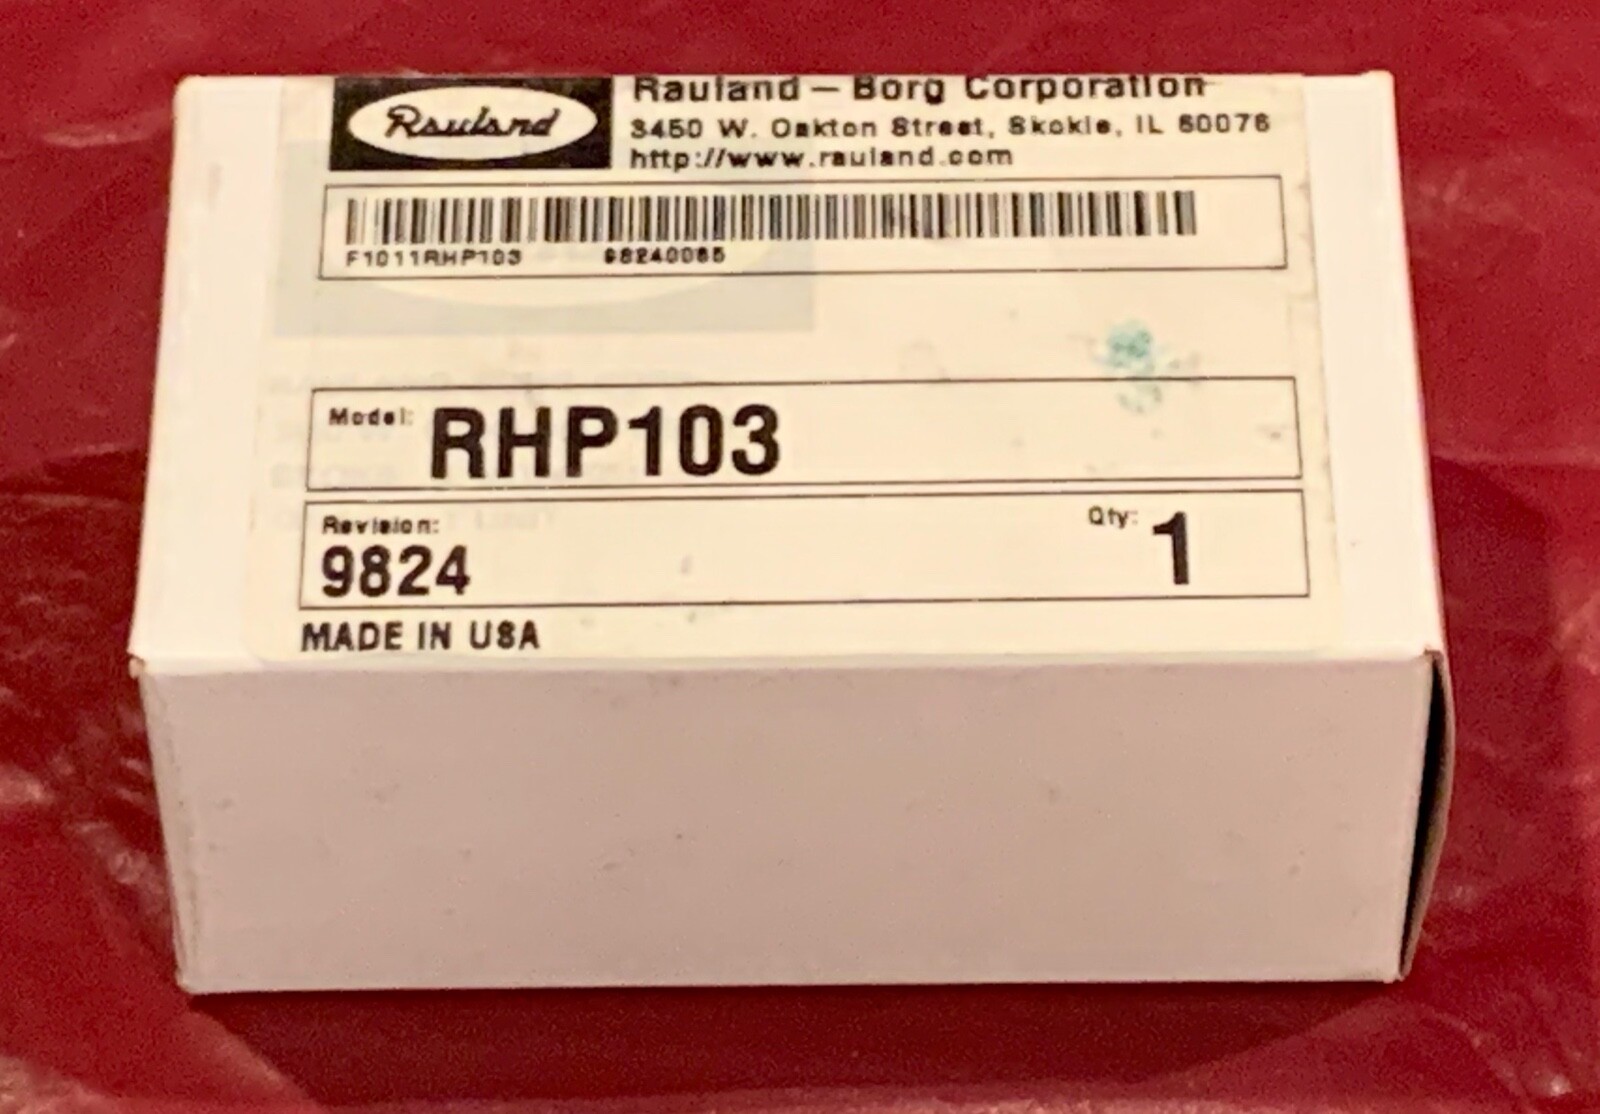 Rauland
Rauland – Borg Corporation
3450 W. Oakton Street, Skokie, IL 60076
http://www.rauland.com
F1011RHP103 98240065
Model: RHP103
Revision: Qty: 1
9824
MADE IN USA